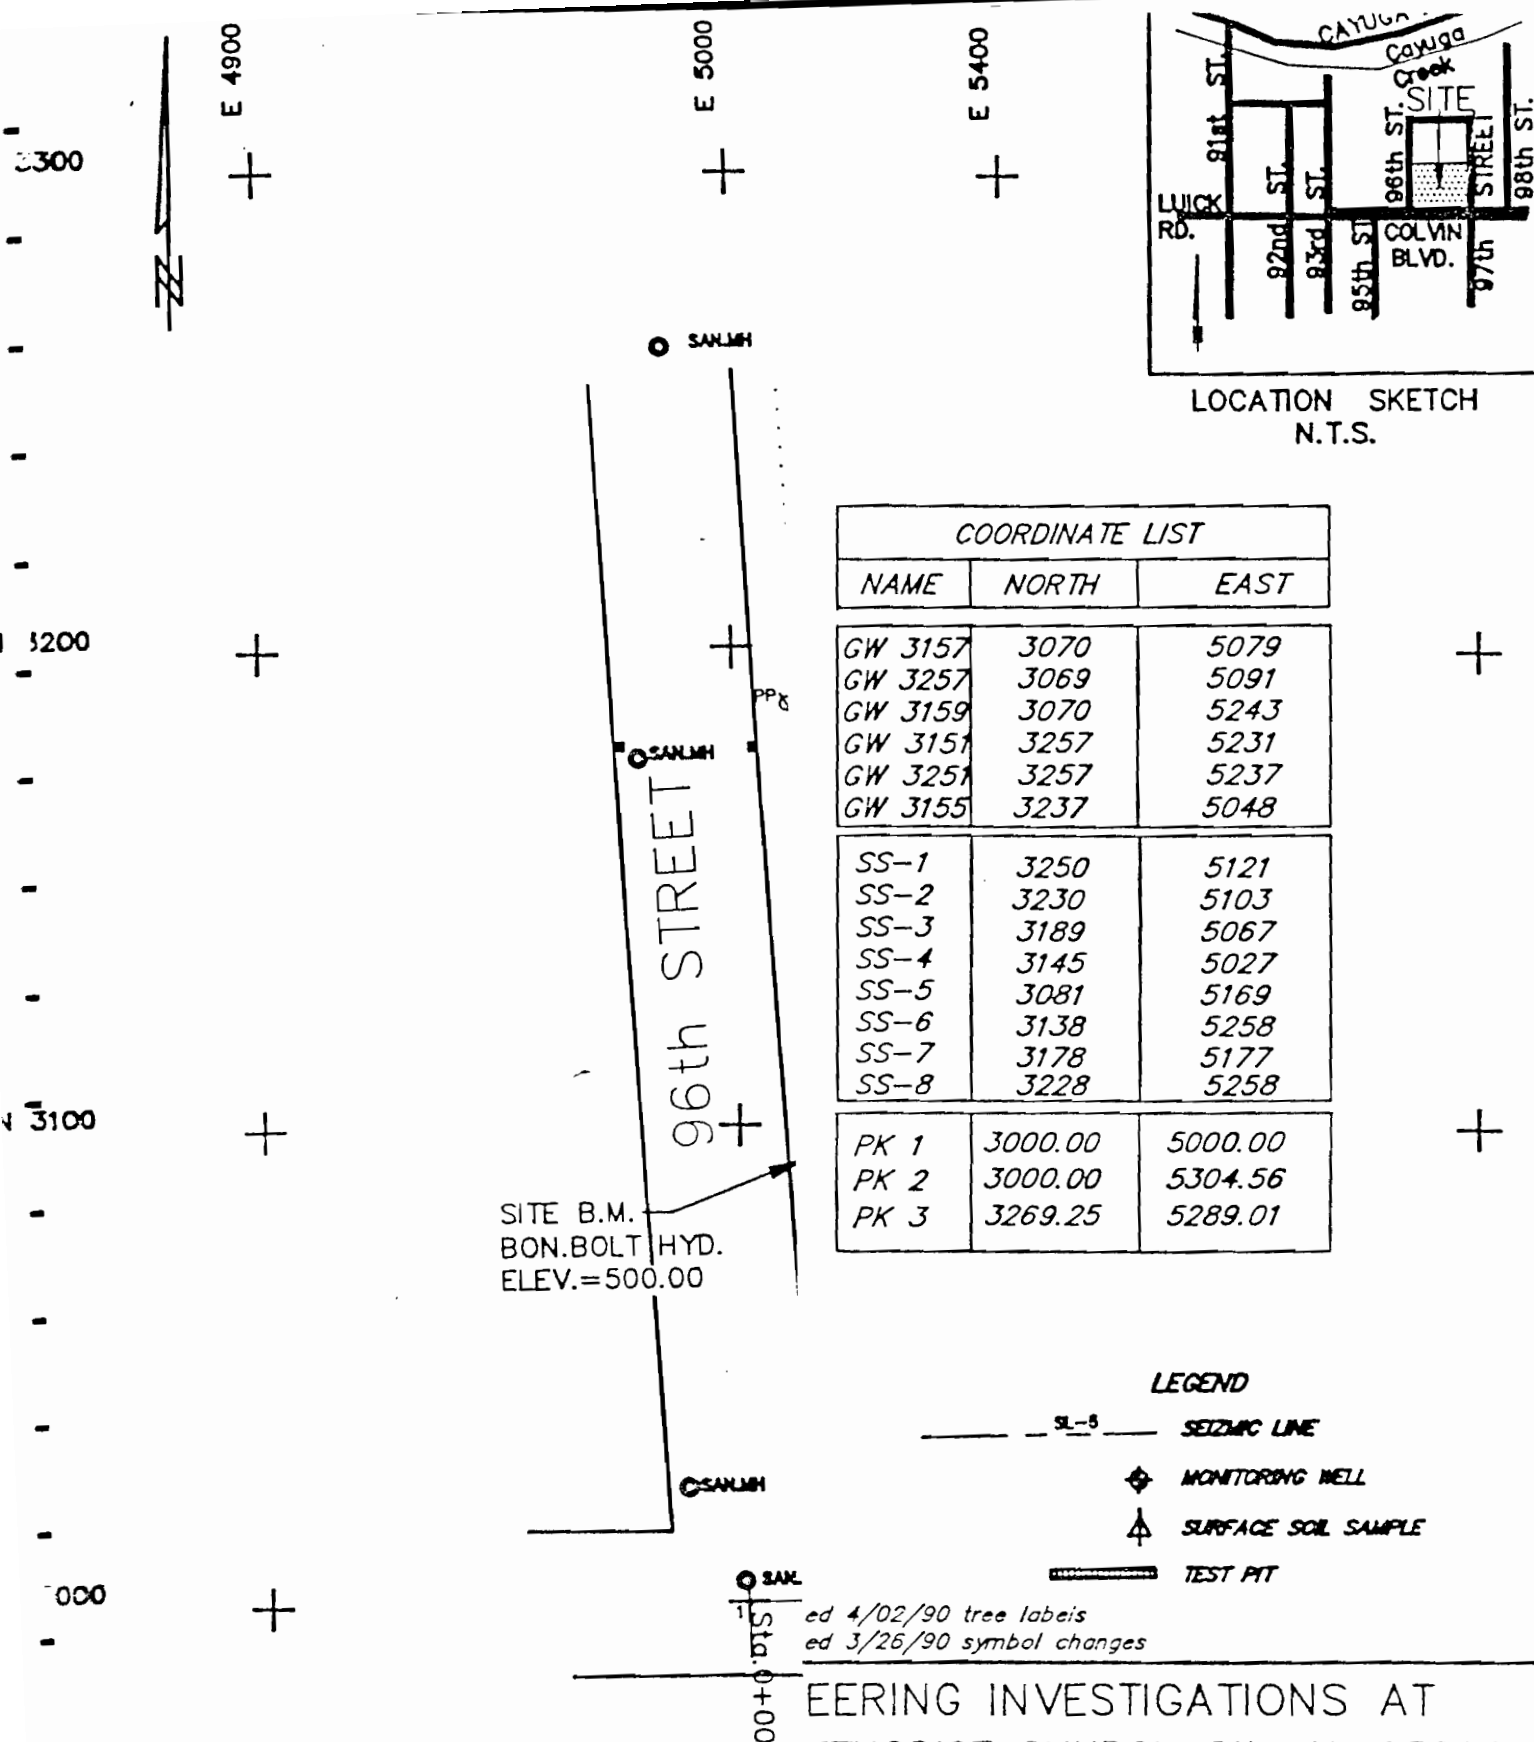 E 4900
E 5000
E 5400
3300
3200
N 3100
000
CAYUGA
Cayuga
Creek
SITE
91st ST.
92nd ST.
93rd ST.
95th ST
96th ST.
97th STREET
98th ST.
LUICK
RD.
COLVIN
BLVD.
LOCATION SKETCH
N.T.S.
SAN.MH
PP
SAN.MH
96th STREET
COORDINATE LIST
NAME NORTH EAST
GW 3157 3070 5079
GW 3257 3069 5091
GW 3159 3070 5243
GW 3151 3257 5231
GW 3251 3257 5237
GW 3155 3237 5048
SS-1 3250 5121
SS-2 3230 5103
SS-3 3189 5067
SS-4 3145 5027
SS-5 3081 5169
SS-6 3138 5258
SS-7 3178 5177
SS-8 3228 5258
PK 1 3000.00 5000.00
PK 2 3000.00 5304.56
PK 3 3269.25 5289.01
SITE B.M.
BON.BOLT HYD.
ELEV.=500.00
LEGEND
SL-5 SEIZMIC LINE
MONITORING WELL
SURFACE SOIL SAMPLE
TEST PIT
SAN.MH
SAN.
1
Sta.0+00
ed 4/02/90 tree labels
ed 3/26/90 symbol changes
EERING INVESTIGATIONS AT